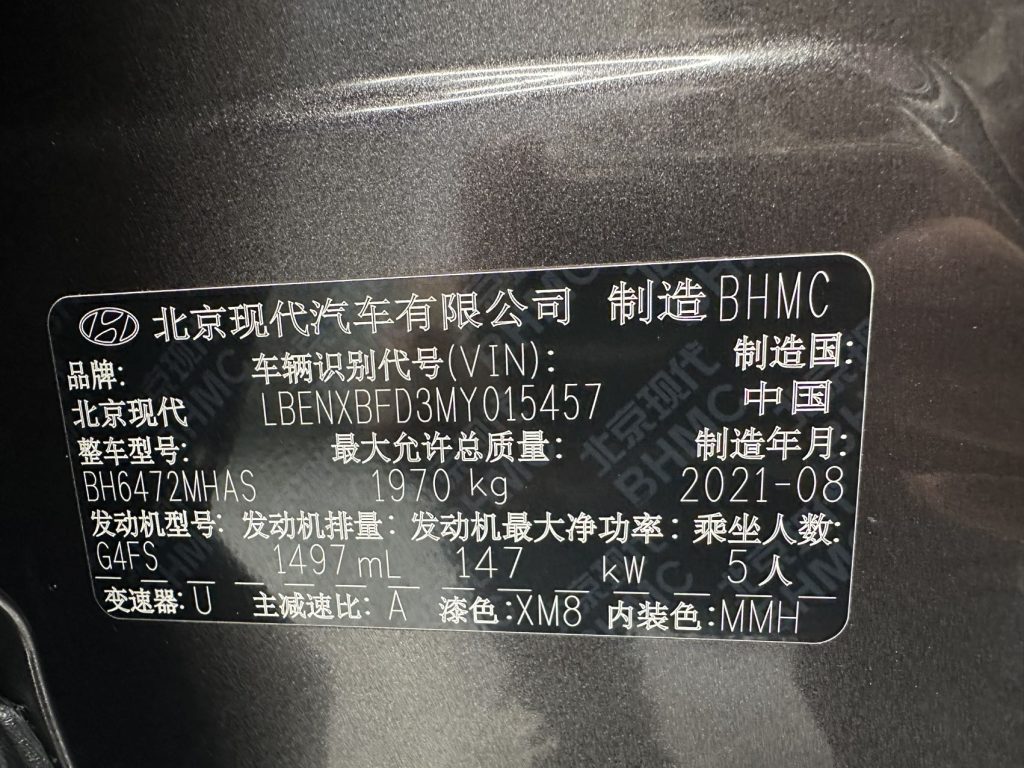 北京现代汽车有限公司 制造 BHMC
品牌: 车辆识别代号(VIN): 制造国:
北京现代 LBENXBFD3MY015457 中国
整车型号: 最大允许总质量: 制造年月:
BH6472MHAS 1970 kg 2021-08
发动机型号: 发动机排量: 发动机最大净功率: 乘坐人数:
G4FS 1497 mL 147 kW 5人
变速器: U 主减速比: A 漆色: XM8 内装色: MMH